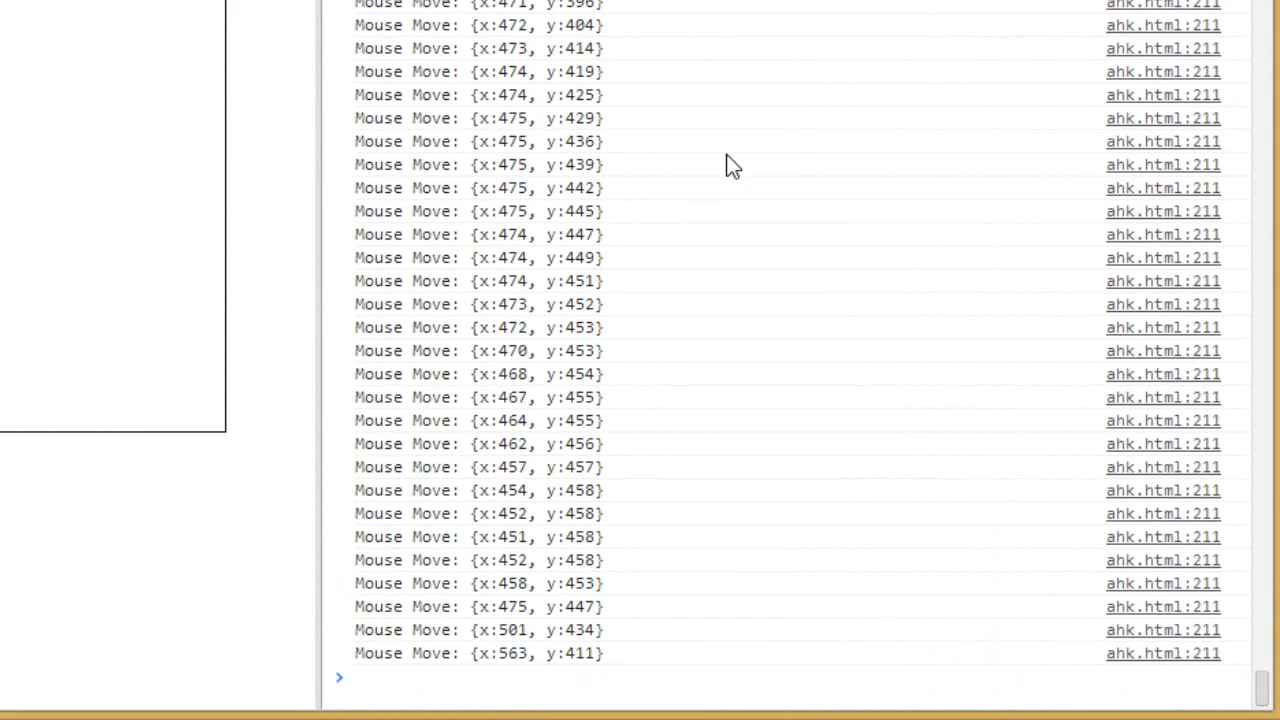 Mouse Move: {x:471, y:396} ahk.html:211
Mouse Move: {x:472, y:404} ahk.html:211
Mouse Move: {x:473, y:414} ahk.html:211
Mouse Move: {x:474, y:419} ahk.html:211
Mouse Move: {x:474, y:425} ahk.html:211
Mouse Move: {x:475, y:429} ahk.html:211
Mouse Move: {x:475, y:436} ahk.html:211
Mouse Move: {x:475, y:439} ahk.html:211
Mouse Move: {x:475, y:442} ahk.html:211
Mouse Move: {x:475, y:445} ahk.html:211
Mouse Move: {x:474, y:447} ahk.html:211
Mouse Move: {x:474, y:449} ahk.html:211
Mouse Move: {x:474, y:451} ahk.html:211
Mouse Move: {x:473, y:452} ahk.html:211
Mouse Move: {x:472, y:453} ahk.html:211
Mouse Move: {x:470, y:453} ahk.html:211
Mouse Move: {x:468, y:454} ahk.html:211
Mouse Move: {x:467, y:455} ahk.html:211
Mouse Move: {x:464, y:455} ahk.html:211
Mouse Move: {x:462, y:456} ahk.html:211
Mouse Move: {x:457, y:457} ahk.html:211
Mouse Move: {x:454, y:458} ahk.html:211
Mouse Move: {x:452, y:458} ahk.html:211
Mouse Move: {x:451, y:458} ahk.html:211
Mouse Move: {x:452, y:458} ahk.html:211
Mouse Move: {x:458, y:453} ahk.html:211
Mouse Move: {x:475, y:447} ahk.html:211
Mouse Move: {x:501, y:434} ahk.html:211
Mouse Move: {x:563, y:411} ahk.html:211